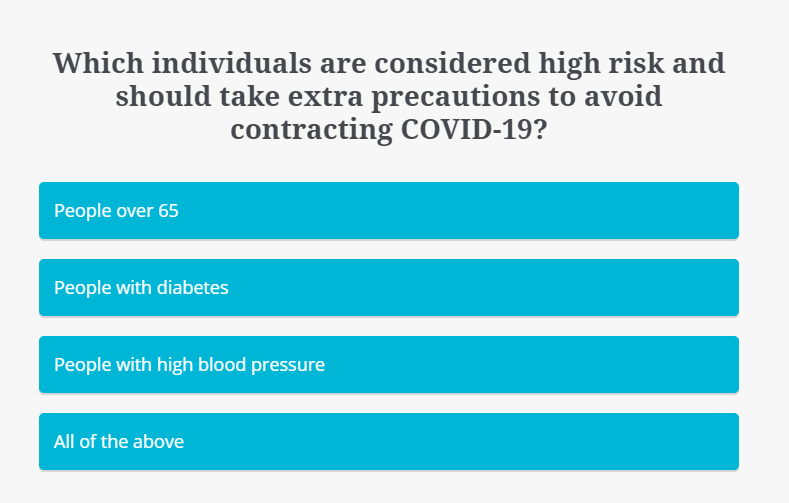 Which individuals are considered high risk and
should take extra precautions to avoid
contracting COVID-19?
People over 65
People with diabetes
People with high blood pressure
All of the above